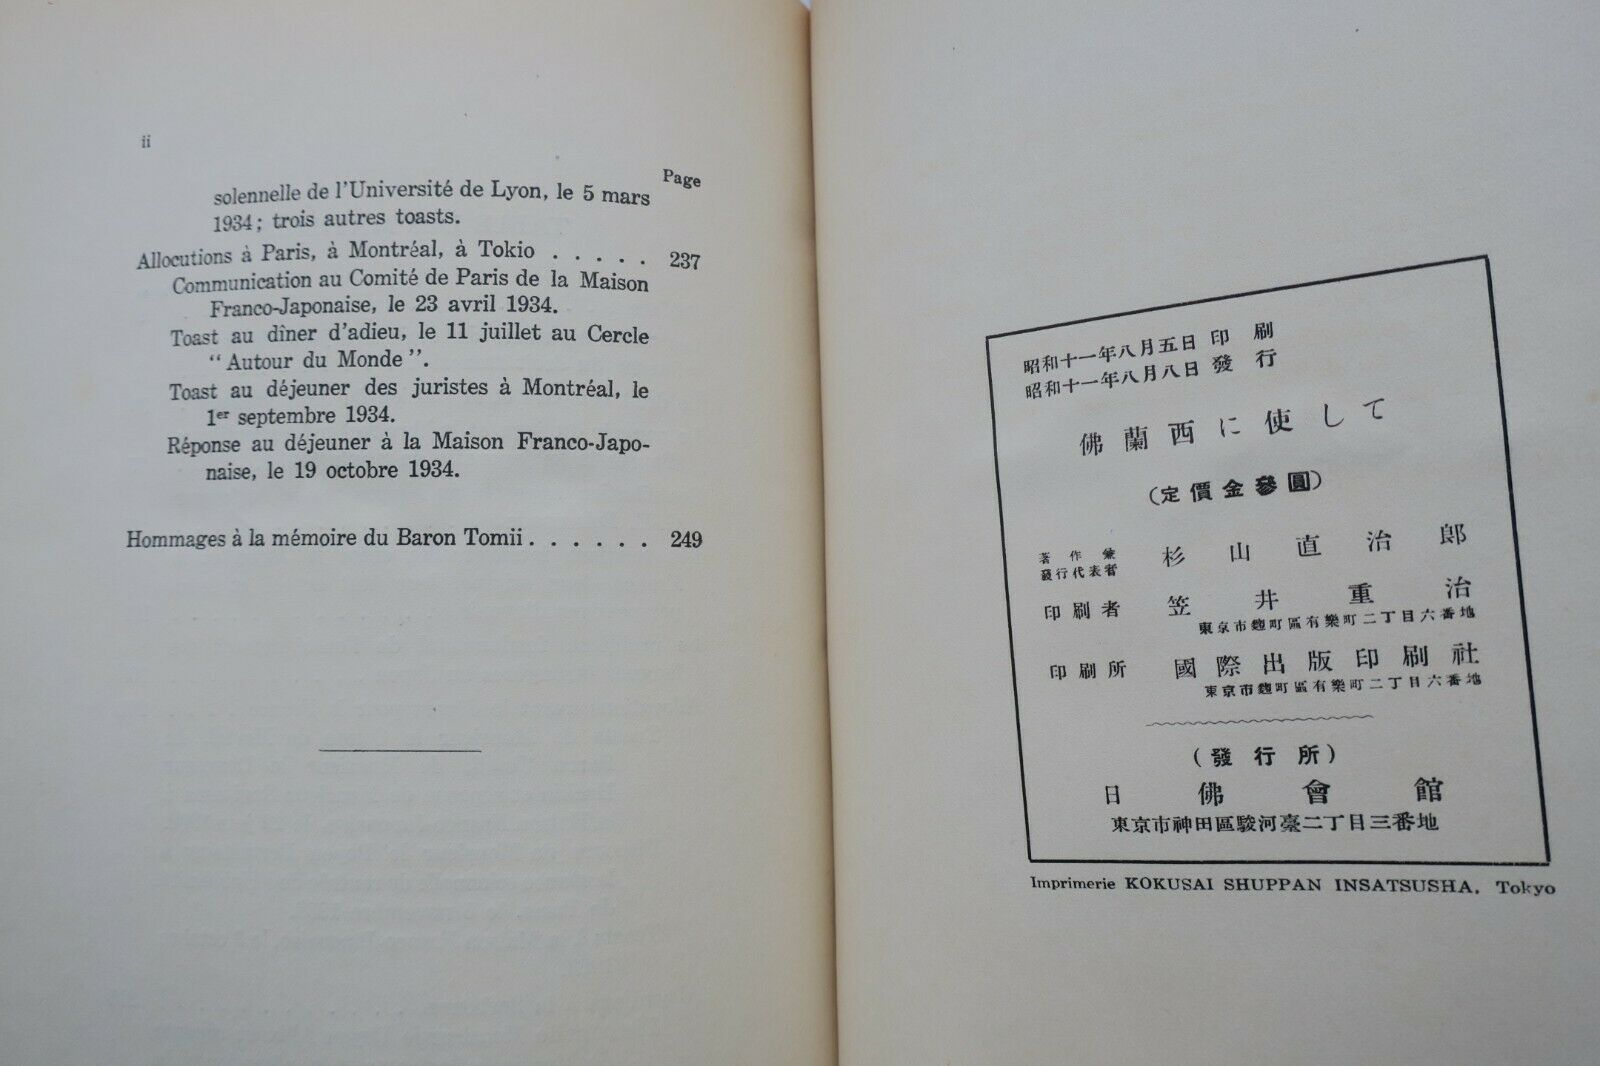 ii
Page
solennelle de l'Université de Lyon, le 5 mars
1934; trois autres toasts.
Allocutions à Paris, à Montréal, à Tokio . . . . . 237
Communication au Comité de Paris de la Maison
Franco-Japonaise, le 23 avril 1934.
Toast au dîner d'adieu, le 11 juillet au Cercle
“ Autour du Monde ”.
Toast au déjeuner des juristes à Montréal, le
1er septembre 1934.
Réponse au déjeuner à la Maison Franco-Japo-
naise, le 19 octobre 1934.
Hommages à la mémoire du Baron Tomii . . . . . . 249
昭和十一年八月五日 印刷
昭和十一年八月八日 發行
佛蘭西に使して
(定價金參圓)
著作兼
發行代表者 杉山直治郎
印刷者 笠井重治
東京市麴町區有樂町二丁目六番地
印刷所 國際出版印刷社
東京市麴町區有樂町二丁目六番地
(發行所)
日佛會館
東京市神田區駿河臺二丁目三番地
Imprimerie KOKUSAI SHUPPAN INSATSUSHA, Tokyo